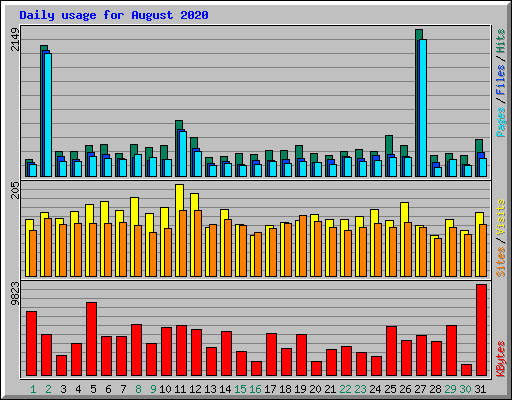 Daily usage for August 2020
2149
Pages / Files / Hits
205
Sites / Visits
9823
KBytes
1 2 3 4 5 6 7 8 9 10 11 12 13 14 15 16 17 18 19 20 21 22 23 24 25 26 27 28 29 30 31